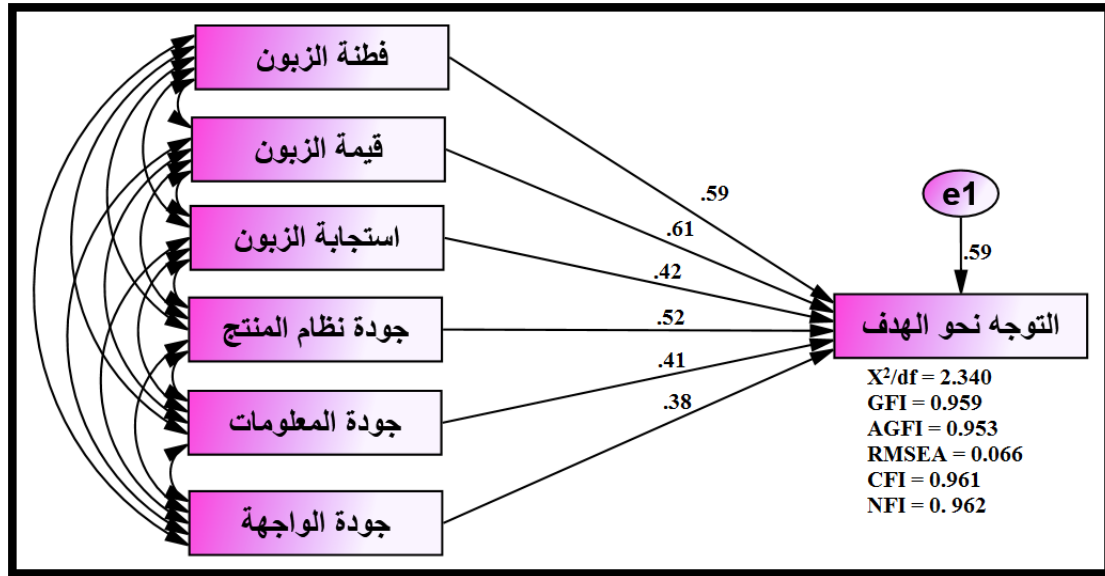 فطنة الزبون
قيمة الزبون
استجابة الزبون
جودة نظام المنتج
جودة المعلومات
جودة الواجهة
.59
.61
.42
.52
.41
.38
e1
.59
التوجه نحو الهدف
X²/df = 2.340
GFI = 0.959
AGFI = 0.953
RMSEA = 0.066
CFI = 0.961
NFI = 0. 962